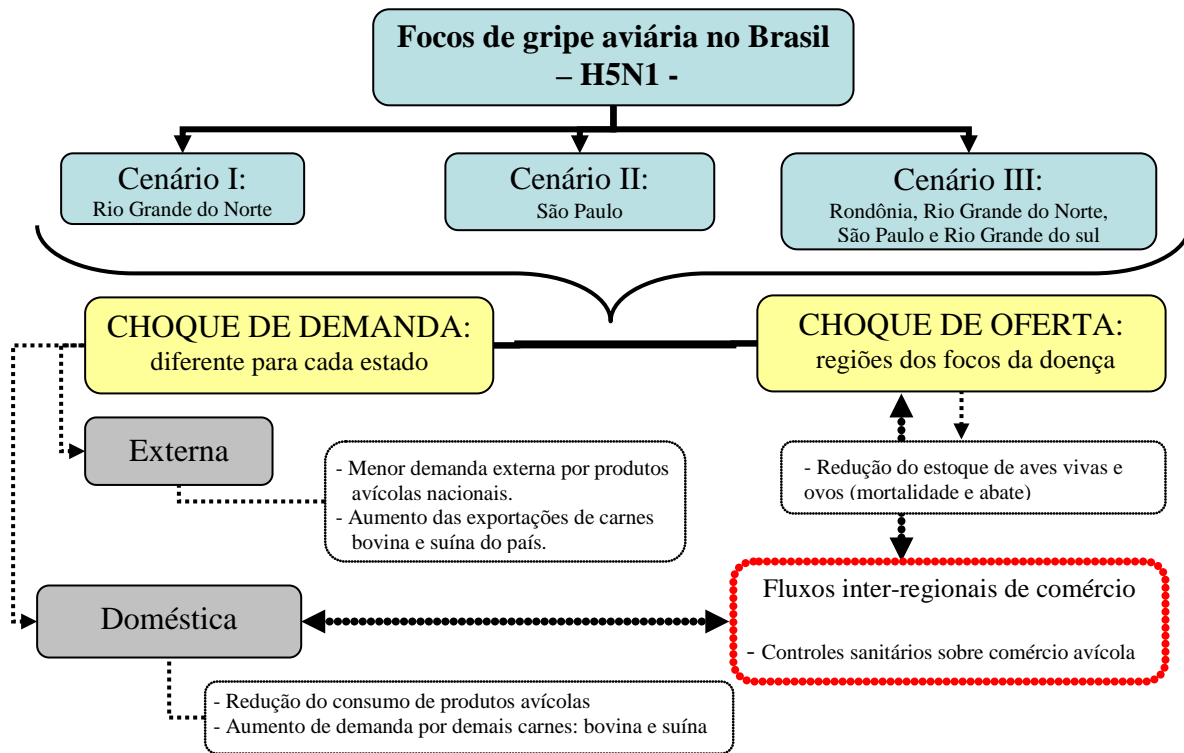 Focos de gripe aviária no Brasil
– H5N1 -
Cenário I:
Rio Grande do Norte
Cenário II:
São Paulo
Cenário III:
Rondônia, Rio Grande do Norte,
São Paulo e Rio Grande do sul
CHOQUE DE DEMANDA:
diferente para cada estado
CHOQUE DE OFERTA:
regiões dos focos da doença
Externa
- Menor demanda externa por produtos
avícolas nacionais.
- Aumento das exportações de carnes
bovina e suína do país.
- Redução do estoque de aves vivas e
ovos (mortalidade e abate)
Doméstica
Fluxos inter-regionais de comércio
- Controles sanitários sobre comércio avícola
- Redução do consumo de produtos avícolas
- Aumento de demanda por demais carnes: bovina e suína